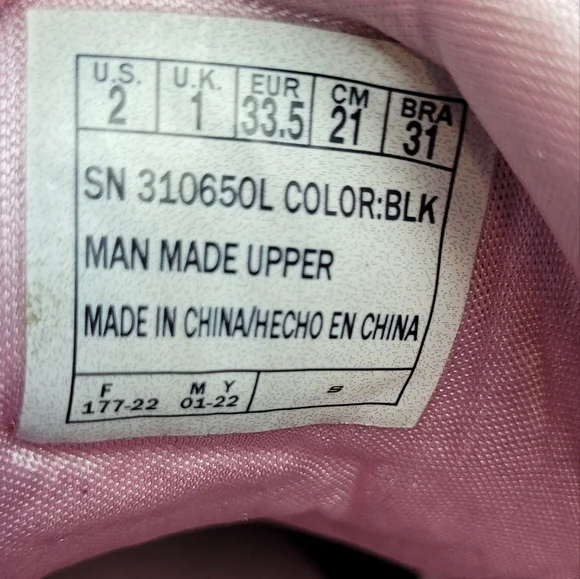 U.S. U.K. EUR CM BRA
2 1 33.5 21 31
SN 310650L COLOR:BLK
MAN MADE UPPER
MADE IN CHINA/HECHO EN CHINA
F M Y
177-22 01-22 S